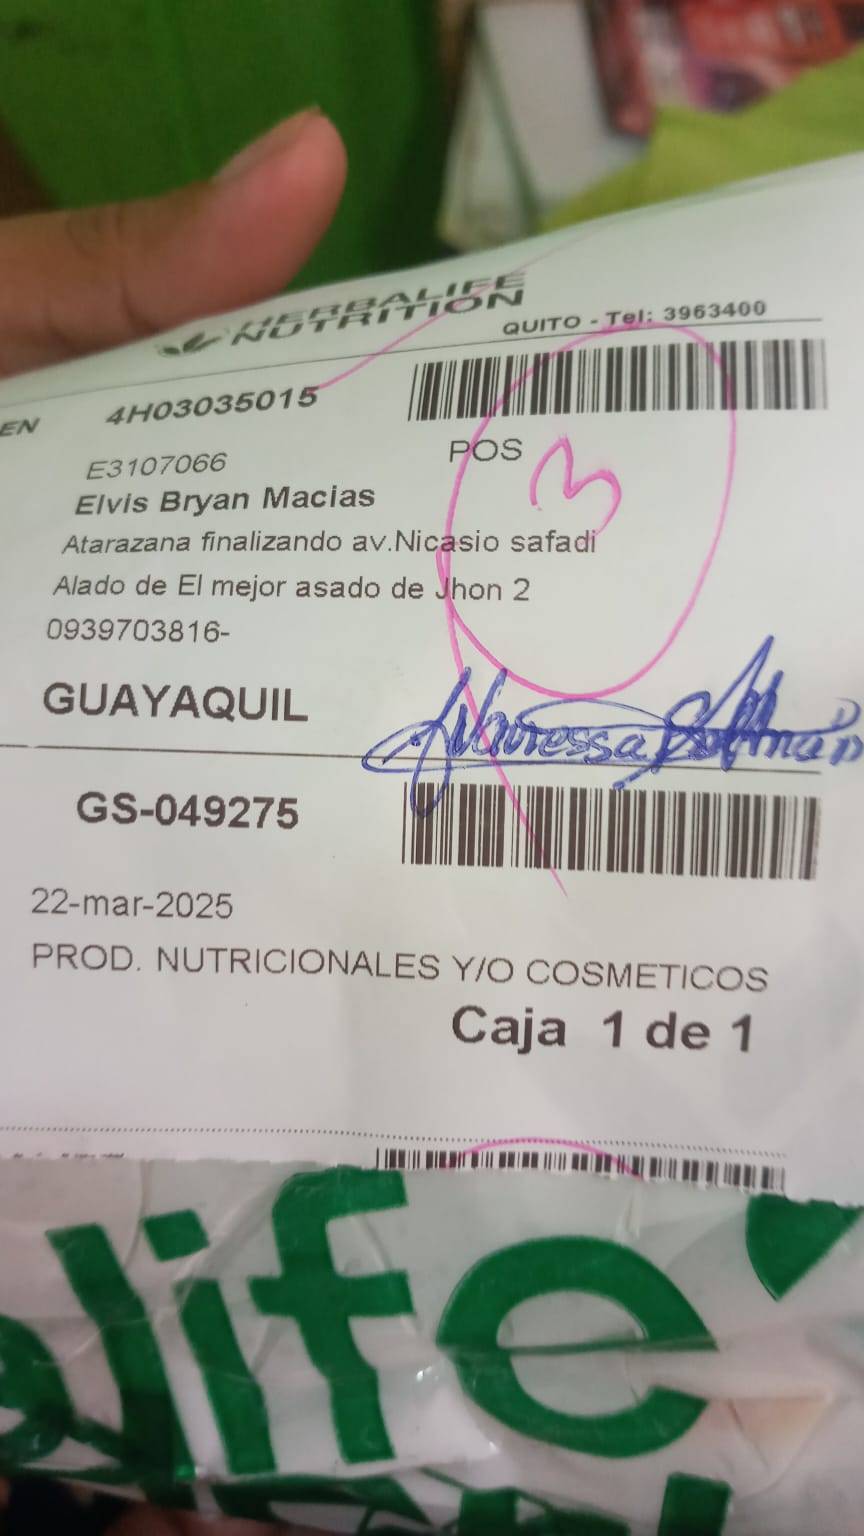 HERBALIFE
NUTRITION
QUITO - Tel: 3963400
EN 4H03035015
E3107066
POS
3
Elvis Bryan Macias
Atarazana finalizando av.Nicasio safadi
Alado de El mejor asado de Jhon 2
0939703816-
GUAYAQUIL
GS-049275
22-mar-2025
PROD. NUTRICIONALES Y/O COSMETICOS
Caja 1 de 1
life